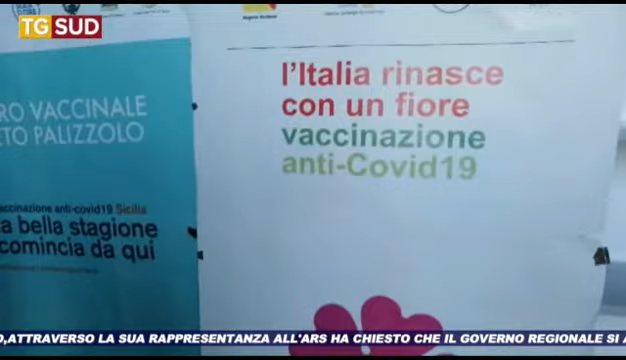 TG SUD
l'Italia rinasce
con un fiore
vaccinazione
anti-Covid19
RO VACCINALE
TO PALIZZOLO
accinazione anti-covid19 Sicilia
a bella stagione
comincia da qui
O,ATTRAVERSO LA SUA RAPPRESENTANZA ALL'ARS HA CHIESTO CHE IL GOVERNO REGIONALE SI A